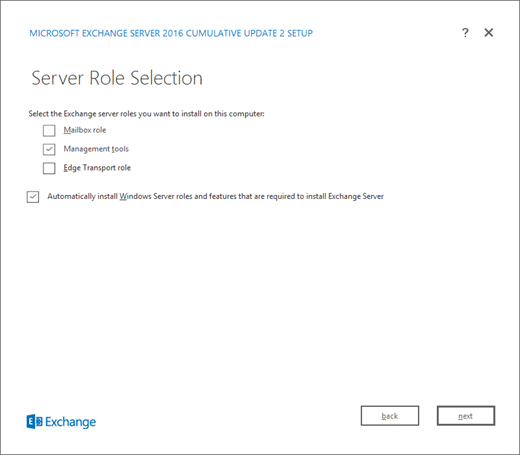 MICROSOFT EXCHANGE SERVER 2016 CUMULATIVE UPDATE 2 SETUP
?
Server Role Selection
Select the Exchange server roles you want to install on this computer:
Mailbox role
Management tools
Edge Transport role
Automatically install Windows Server roles and features that are required to install Exchange Server
E Exchange
back
next